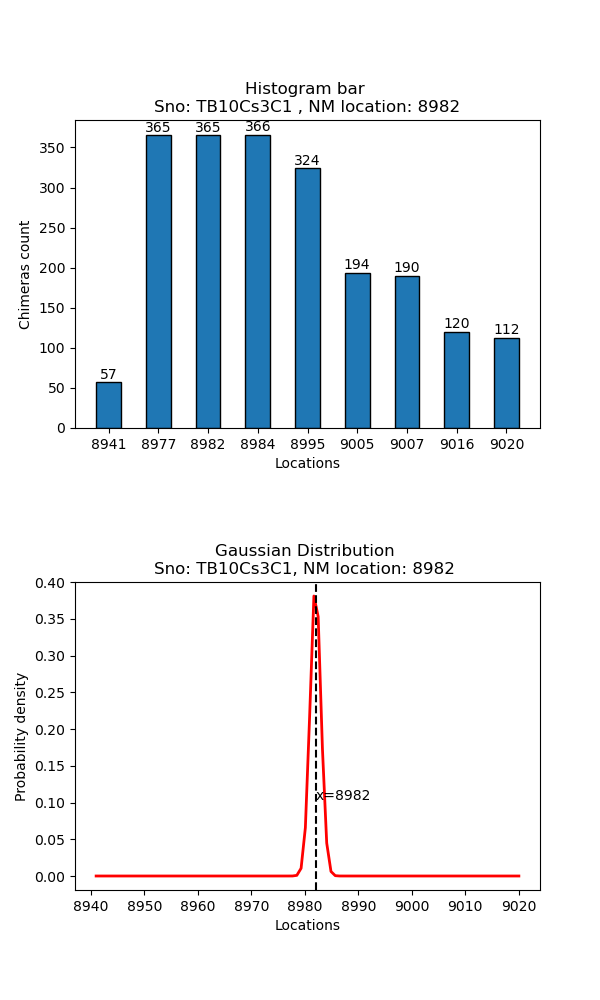 Histogram bar
Sno: TB10Cs3C1 , NM location: 8982
Chimeras count
350
300
250
200
150
100
50
0
57
365
365
366
324
194
190
120
112
8941 8977 8982 8984 8995 9005 9007 9016 9020
Locations
Gaussian Distribution
Sno: TB10Cs3C1, NM location: 8982
Probability density
0.40
0.35
0.30
0.25
0.20
0.15
0.10
0.05
0.00
x=8982
8940 8950 8960 8970 8980 8990 9000 9010 9020
Locations